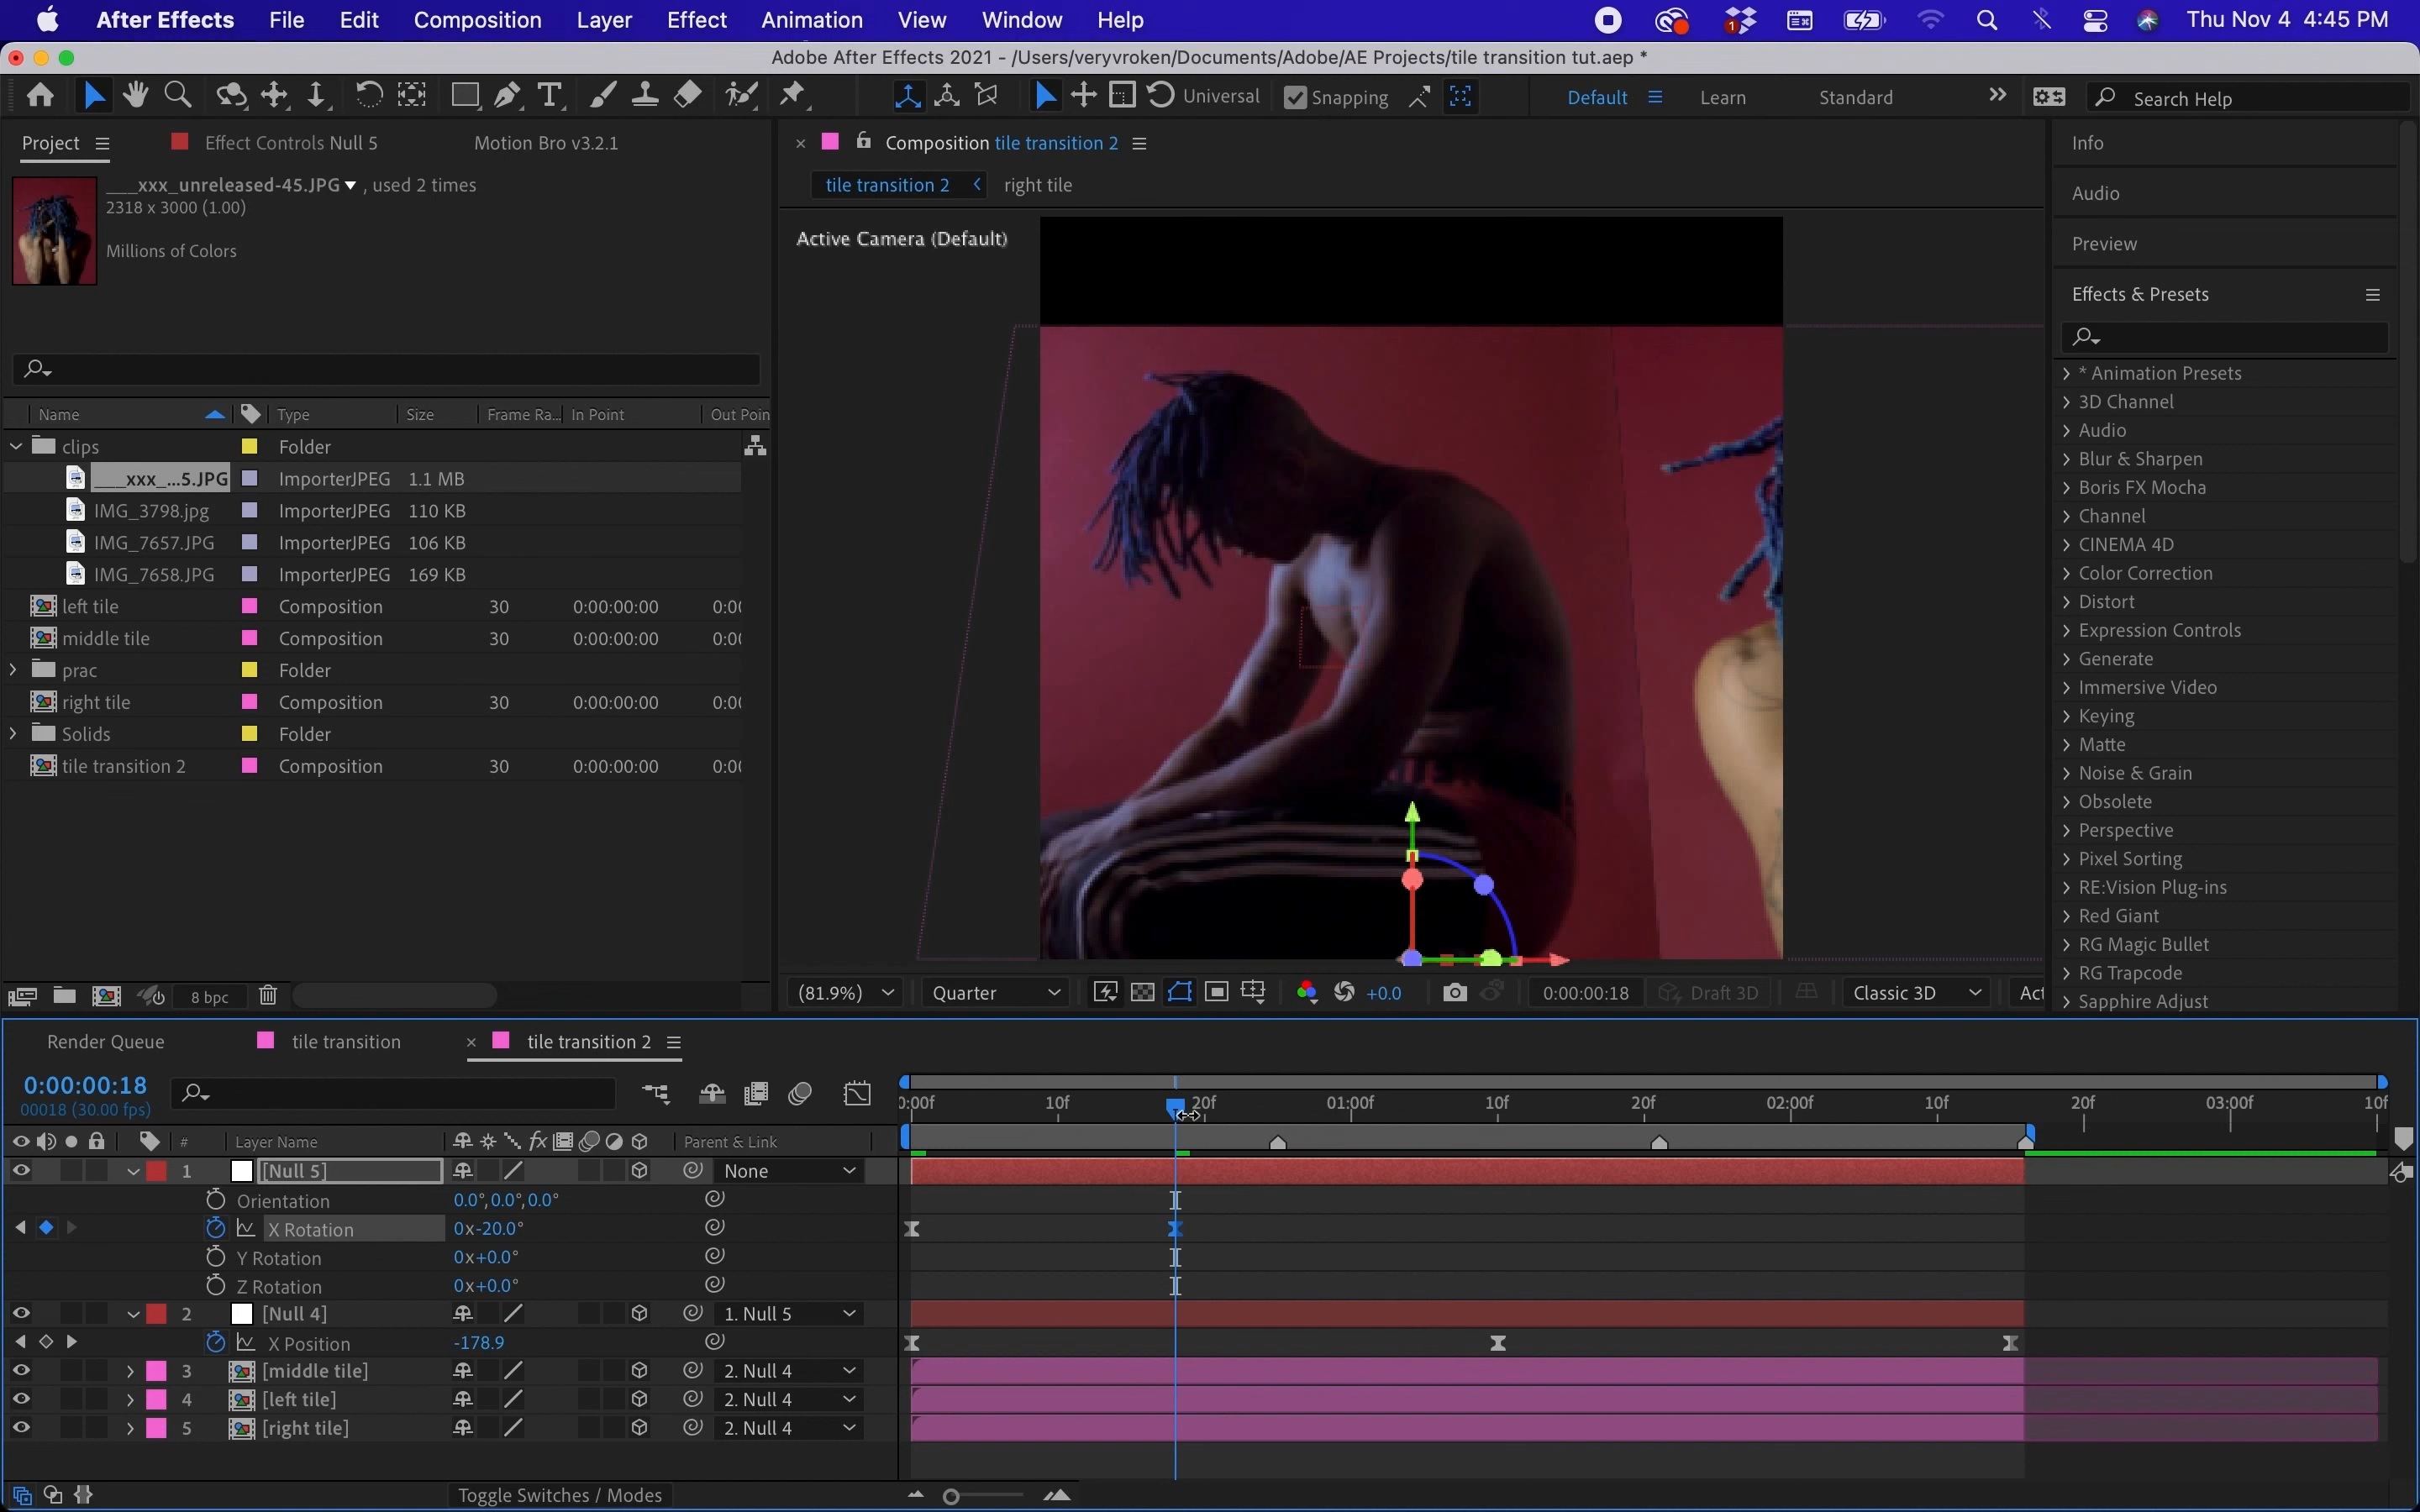 After Effects File Edit Composition Layer Effect Animation View Window Help 1 Thu Nov 4 4:45 PM
Adobe After Effects 2021 - /Users/veryvroken/Documents/Adobe/AE Projects/tile transition tut.aep *
T Universal Snapping Default Learn Standard Search Help
Project Effect Controls Null 5 Motion Bro v3.2.1
___xxx_unreleased-45.JPG , used 2 times
2318 x 3000 (1.00)
Millions of Colors
Name Type Size Frame Ra... In Point Out Poin
clips Folder
___xxx_...5.JPG ImporterJPEG 1.1 MB
IMG_3798.jpg ImporterJPEG 110 KB
IMG_7657.JPG ImporterJPEG 106 KB
IMG_7658.JPG ImporterJPEG 169 KB
left tile Composition 30 0:00:00:00 0:00
middle tile Composition 30 0:00:00:00 0:00
prac Folder
right tile Composition 30 0:00:00:00 0:00
Solids Folder
tile transition 2 Composition 30 0:00:00:00 0:00
8 bpc
Composition tile transition 2
tile transition 2 right tile
Active Camera (Default)
(81.9%) Quarter +0.0 0:00:00:18 Draft 3D Classic 3D Act
Info
Audio
Preview
Effects & Presets
* Animation Presets
3D Channel
Audio
Blur & Sharpen
Boris FX Mocha
Channel
CINEMA 4D
Color Correction
Distort
Expression Controls
Generate
Immersive Video
Keying
Matte
Noise & Grain
Obsolete
Perspective
Pixel Sorting
RE:Vision Plug-ins
Red Giant
RG Magic Bullet
RG Trapcode
Sapphire Adjust
Render Queue tile transition tile transition 2
0:00:00:18
00018 (30.00 fps)
0:00f 10f 20f 01:00f 10f 20f 02:00f 10f 20f 03:00f 10f
# Layer Name fx Parent & Link
1 [Null 5] None
Orientation 0.0°,0.0°,0.0°
X Rotation 0x-20.0°
Y Rotation 0x+0.0°
Z Rotation 0x+0.0°
2 [Null 4] 1. Null 5
X Position -178.9
3 [middle tile] 2. Null 4
4 [left tile] 2. Null 4
5 [right tile] 2. Null 4
Toggle Switches / Modes